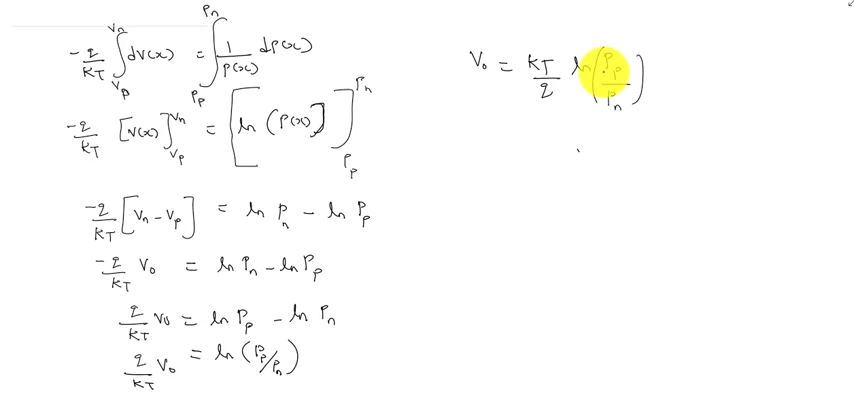 -q/KT ∫_{Vp}^{Vn} dV(x) = ∫_{Pp}^{Pn} 1/P(x) dP(x)
-q/KT [V(x)]_{Vp}^{Vn} = [ln (P(x))]_{Pp}^{Pn}
-q/KT [Vn - Vp] = ln Pn - ln Pp
-q/KT V0 = ln Pn - ln Pp
q/KT V0 = ln Pp - ln Pn
q/KT V0 = ln (Pp/Pn)
V0 = KT/q ln (Pp/Pn)